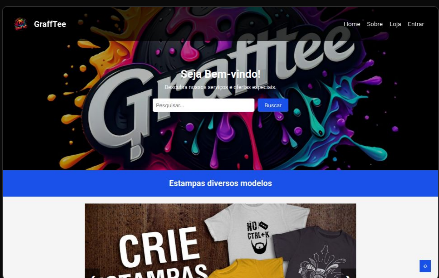 GraffTee
Home Sobre Loja Entrar
Graffitee
Seja Bem-vindo!
Descubra nossos serviços e ofertas especiais.
Pesquisar...
Buscar
Estampas diversos modelos
CRIE
ESTAMPAS
NO
CTRL+X